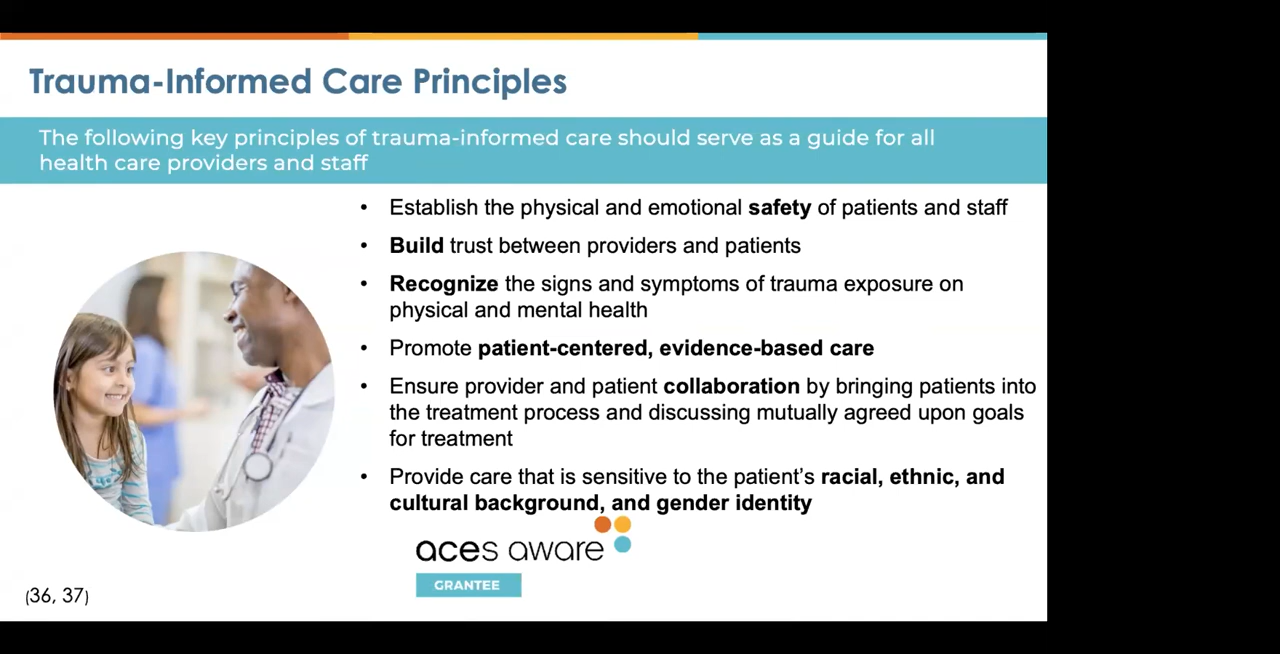 Trauma-Informed Care Principles
The following key principles of trauma-informed care should serve as a guide for all
health care providers and staff
• Establish the physical and emotional safety of patients and staff
• Build trust between providers and patients
• Recognize the signs and symptoms of trauma exposure on
physical and mental health
• Promote patient-centered, evidence-based care
• Ensure provider and patient collaboration by bringing patients into
the treatment process and discussing mutually agreed upon goals
for treatment
• Provide care that is sensitive to the patient’s racial, ethnic, and
cultural background, and gender identity
aces aware
GRANTEE
(36, 37)